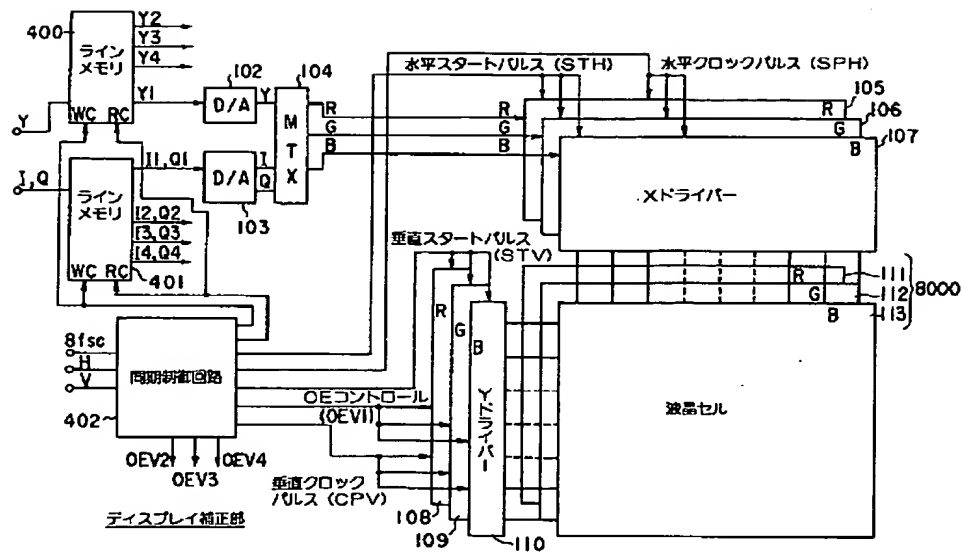 400
ライン
メモリ
Y2
Y3
Y4
Y1
Y
WC RC
102
D/A
Y
104
MTX
R
G
B
水平スタートパルス (STH)
水平クロックパルス (SPH)
R
G
B
R
105
G
106
B
107
Xドライバー
I,Q
ライン
メモリ
I1,Q1
D/A
I
Q
103
I2,Q2
I3,Q3
I4,Q4
WC RC
401
垂直スタートパルス
(STV)
R
G
B
Yドライバー
R
111
G
112
B
113
8000
液晶セル
8fsc
H
V
同期制御回路
402
OEコントロール
(OEV1)
OEV2
OEV3
OEV4
垂直クロック
パルス (CPV)
108
109
110
ディスプレイ補正部